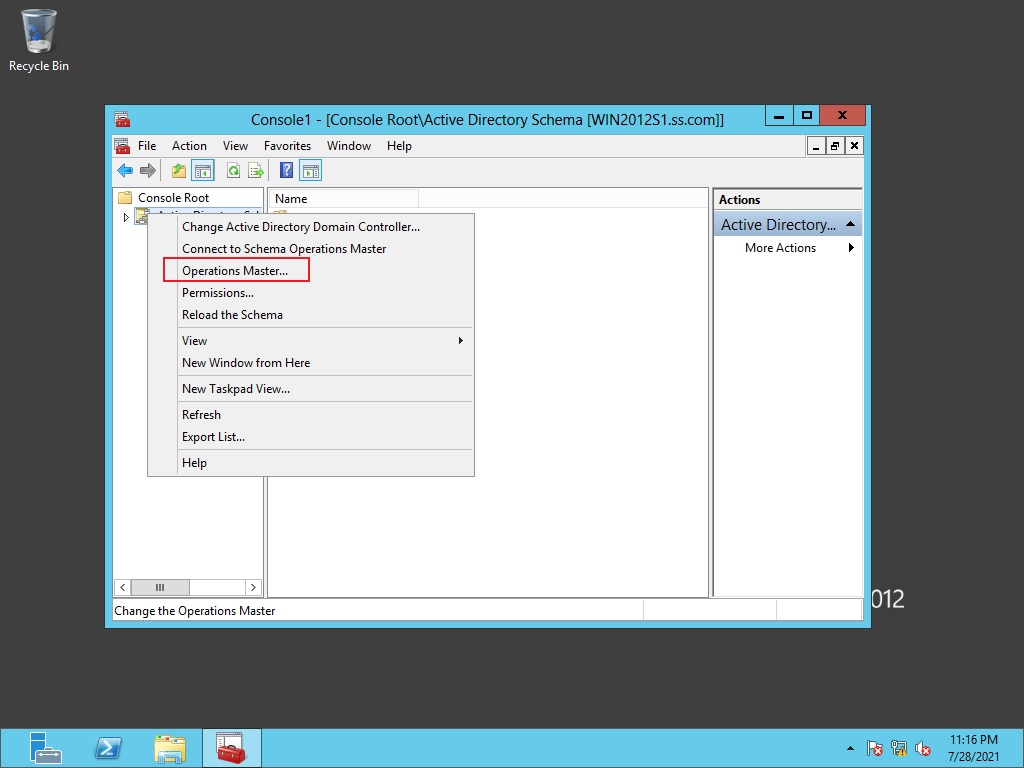 Recycle Bin
Console1 - [Console Root\Active Directory Schema [WIN2012S1.ss.com]]
File Action View Favorites Window Help
Console Root
Name
Actions
Active Directory...
More Actions
Change Active Directory Domain Controller...
Connect to Schema Operations Master
Operations Master...
Permissions...
Reload the Schema
View
New Window from Here
New Taskpad View...
Refresh
Export List...
Help
Change the Operations Master
012
11:16 PM
7/28/2021